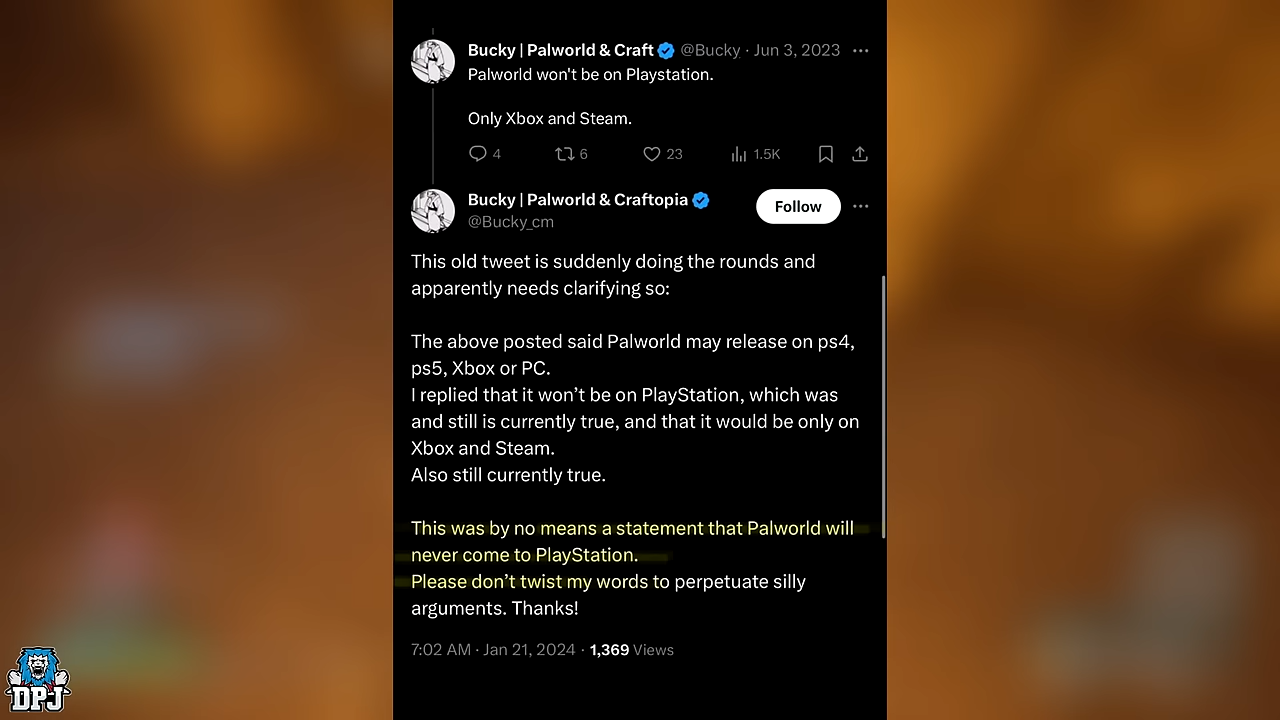 Bucky | Palworld & Craft @Bucky · Jun 3, 2023 ···
Palworld won't be on Playstation.
Only Xbox and Steam.
4 6 23 1.5K
Bucky | Palworld & Craftopia
Follow ···
@Bucky_cm
This old tweet is suddenly doing the rounds and
apparently needs clarifying so:
The above posted said Palworld may release on ps4,
ps5, Xbox or PC.
I replied that it won’t be on PlayStation, which was
and still is currently true, and that it would be only on
Xbox and Steam.
Also still currently true.
This was by no means a statement that Palworld will
never come to PlayStation.
Please don’t twist my words to perpetuate silly
arguments. Thanks!
7:02 AM · Jan 21, 2024 · 1,369 Views
DPJ